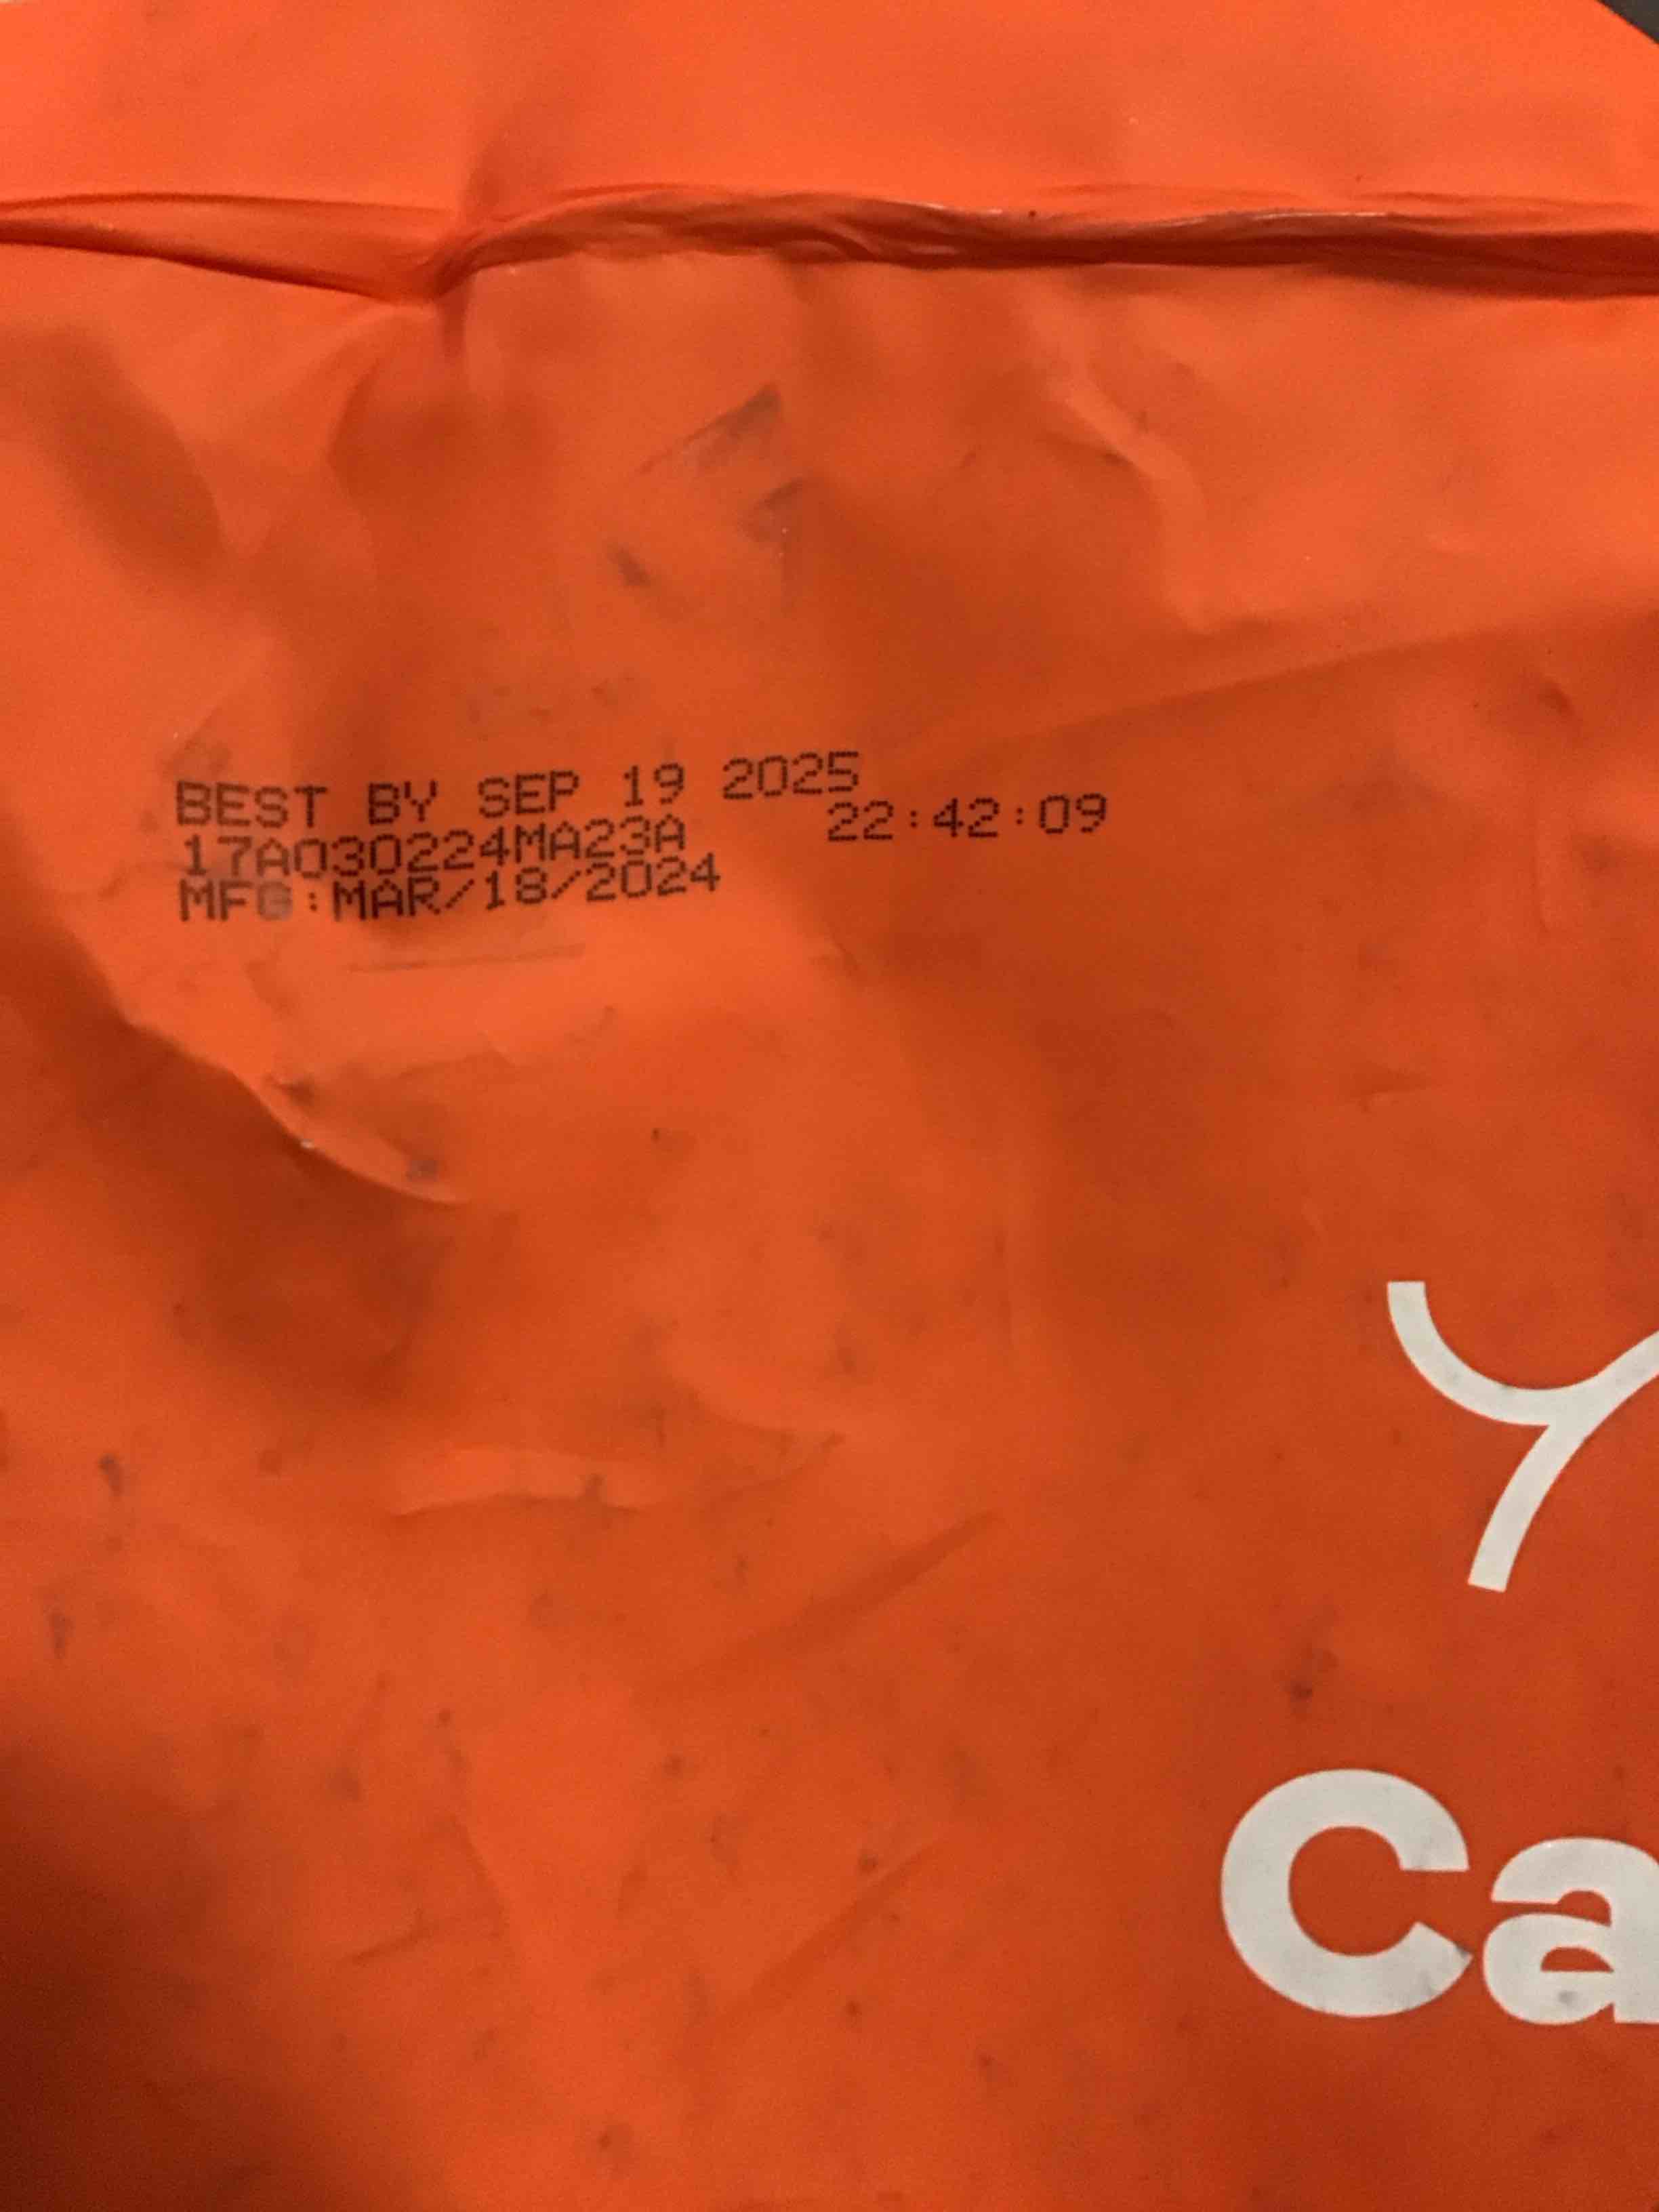 BEST BY SEP 19 2025
17A030224MA23A 22:42:09
MFG:MAR/18/2024
Ca